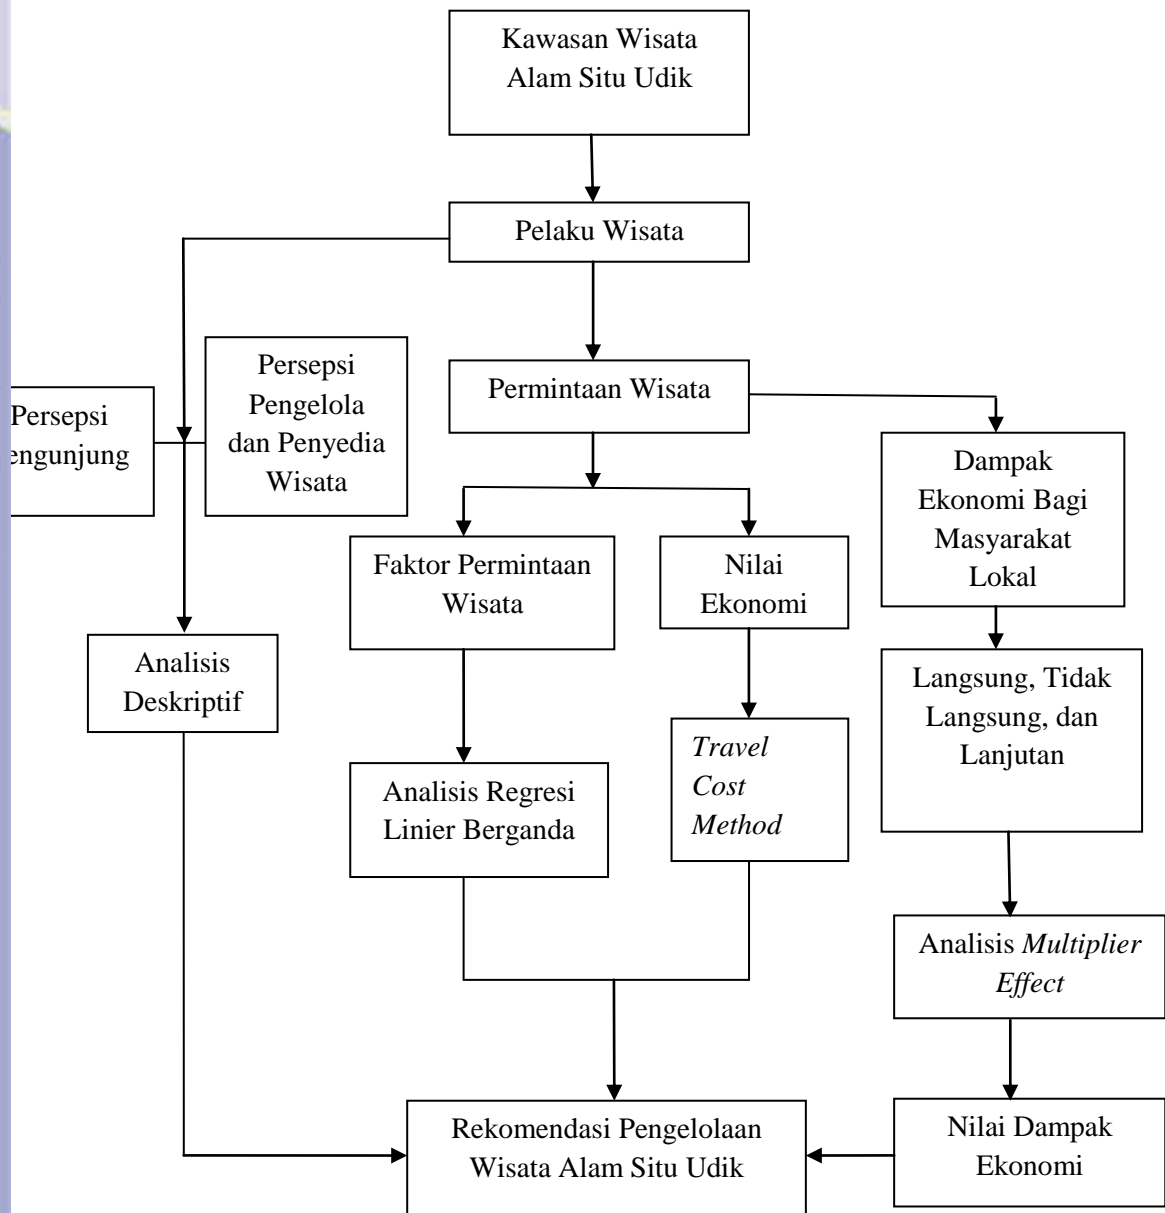 Kawasan Wisata
Alam Situ Udik
Pelaku Wisata
Persepsi
engunjung
Persepsi
Pengelola
dan Penyedia
Wisata
Permintaan Wisata
Dampak
Ekonomi Bagi
Masyarakat
Lokal
Faktor Permintaan
Wisata
Nilai
Ekonomi
Analisis
Deskriptif
Langsung, Tidak
Langsung, dan
Lanjutan
Analisis Regresi
Linier Berganda
Travel
Cost
Method
Analisis Multiplier
Effect
Rekomendasi Pengelolaan
Wisata Alam Situ Udik
Nilai Dampak
Ekonomi